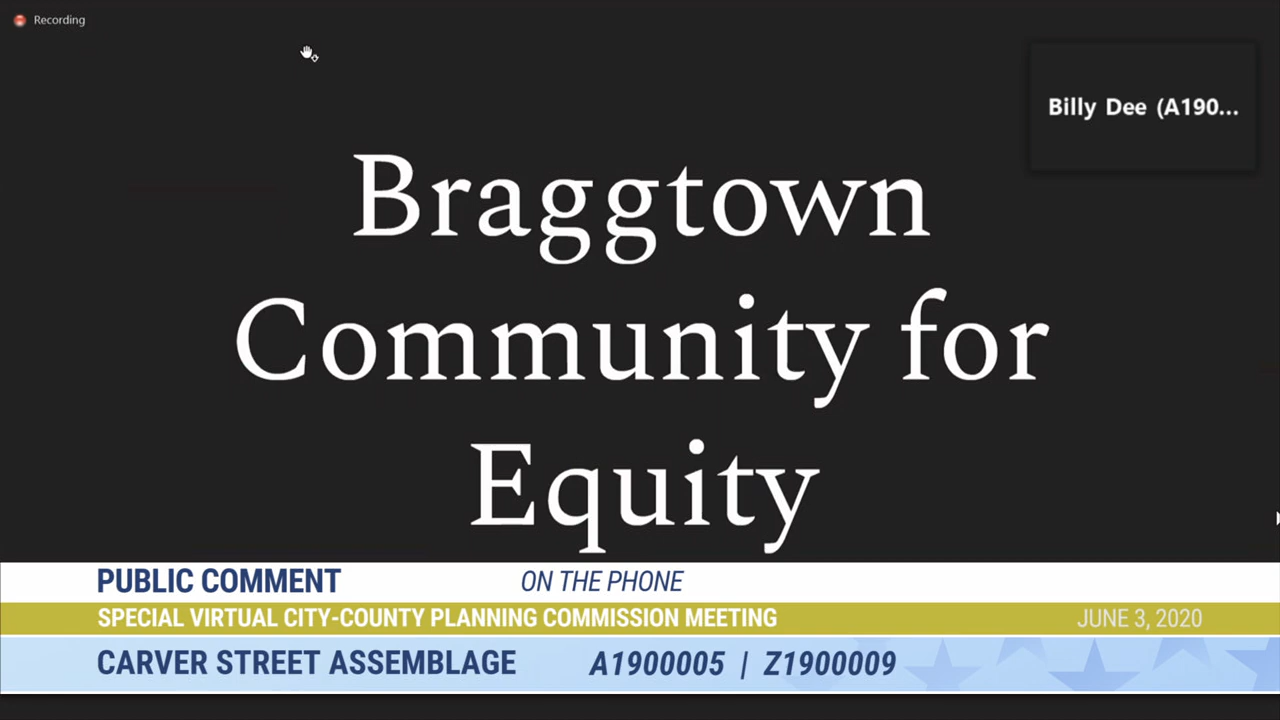 Recording
Billy Dee (A190...
Braggtown
Community for
Equity
PUBLIC COMMENT ON THE PHONE
SPECIAL VIRTUAL CITY-COUNTY PLANNING COMMISSION MEETING JUNE 3, 2020
CARVER STREET ASSEMBLAGE A1900005 | Z1900009